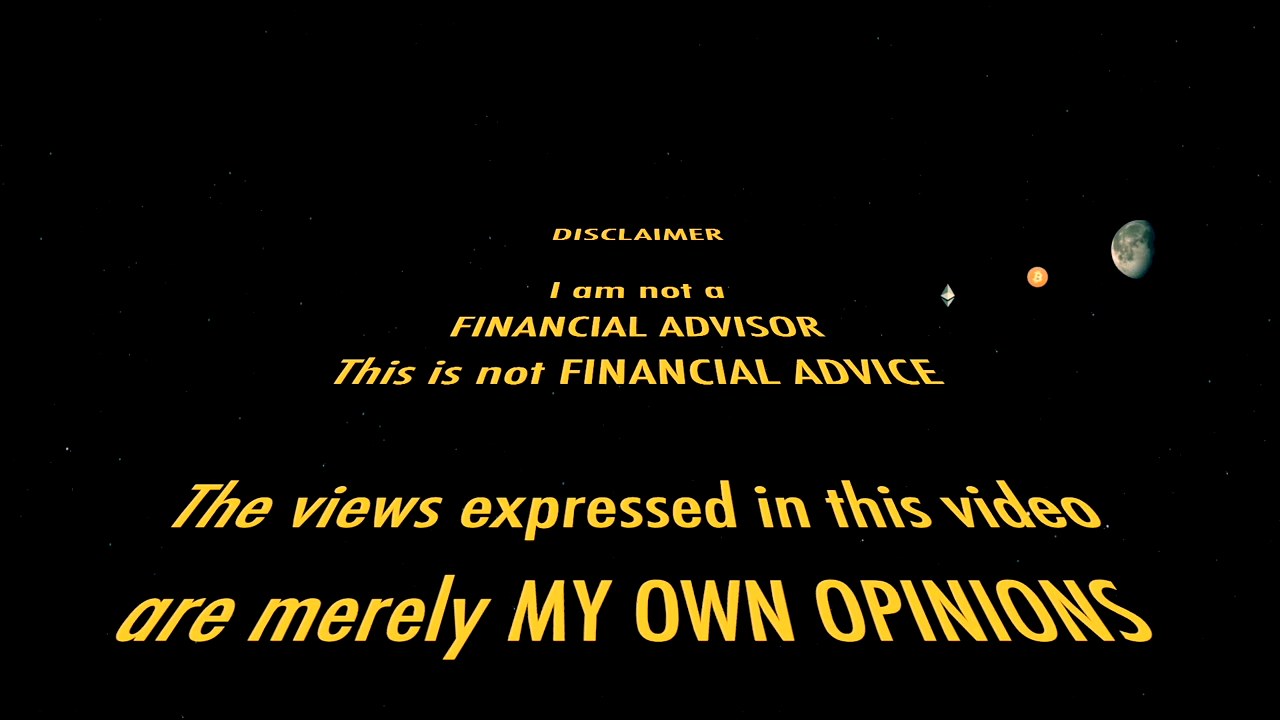 DISCLAIMER
I am not a
FINANCIAL ADVISOR
This is not FINANCIAL ADVICE
The views expressed in this video
are merely MY OWN OPINIONS